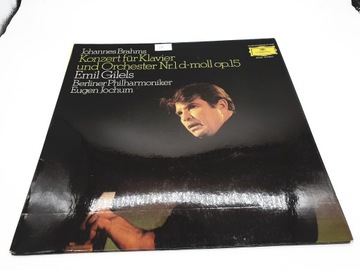 Johannes Brahms
Konzert für Klavier
und Orchester Nr.1 d-moll op.15
Emil Gilels
Berliner Philharmoniker
Eugen Jochum